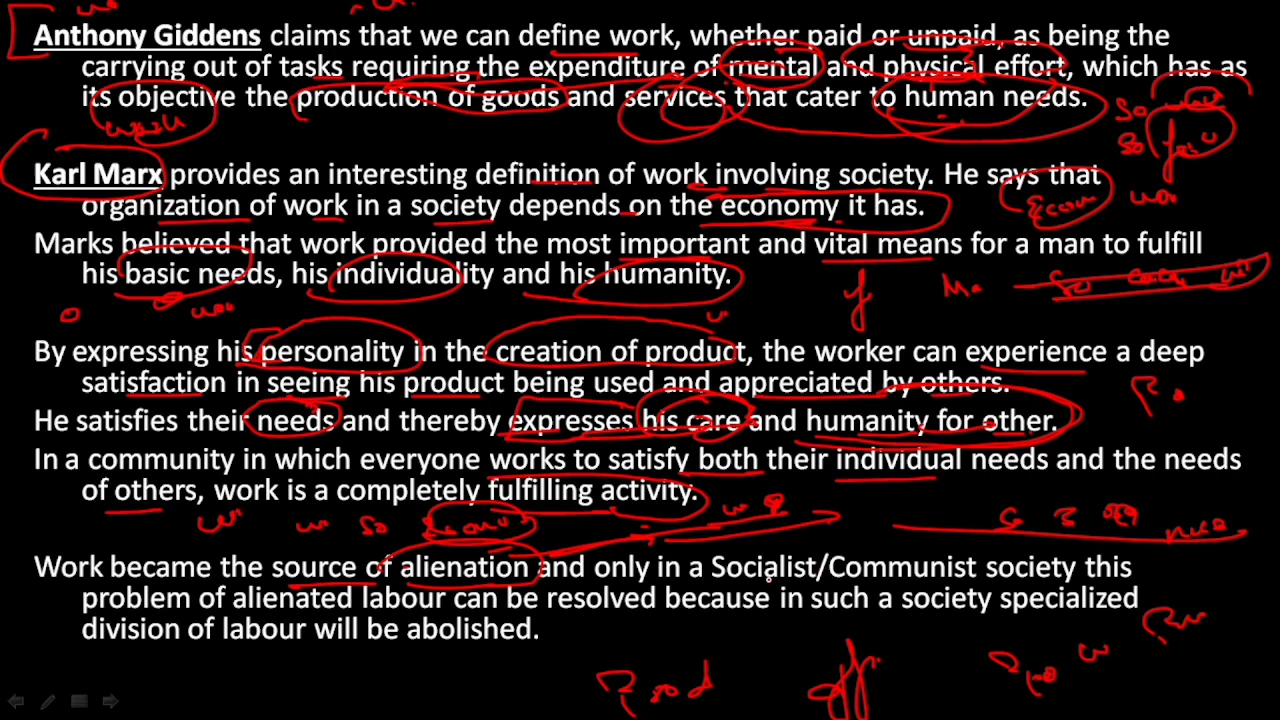 Anthony Giddens claims that we can define work, whether paid or unpaid, as being the
carrying out of tasks requiring the expenditure of mental and physical effort, which has as
its objective the production of goods and services that cater to human needs.
Karl Marx provides an interesting definition of work involving society. He says that
organization of work in a society depends on the economy it has.
Marks believed that work provided the most important and vital means for a man to fulfill
his basic needs, his individuality and his humanity.
By expressing his personality in the creation of product, the worker can experience a deep
satisfaction in seeing his product being used and appreciated by others.
He satisfies their needs and thereby expresses his care and humanity for other.
In a community in which everyone works to satisfy both their individual needs and the needs
of others, work is a completely fulfilling activity.
Work became the source of alienation and only in a Socialist/Communist society this
problem of alienated labour can be resolved because in such a society specialized
division of labour will be abolished.